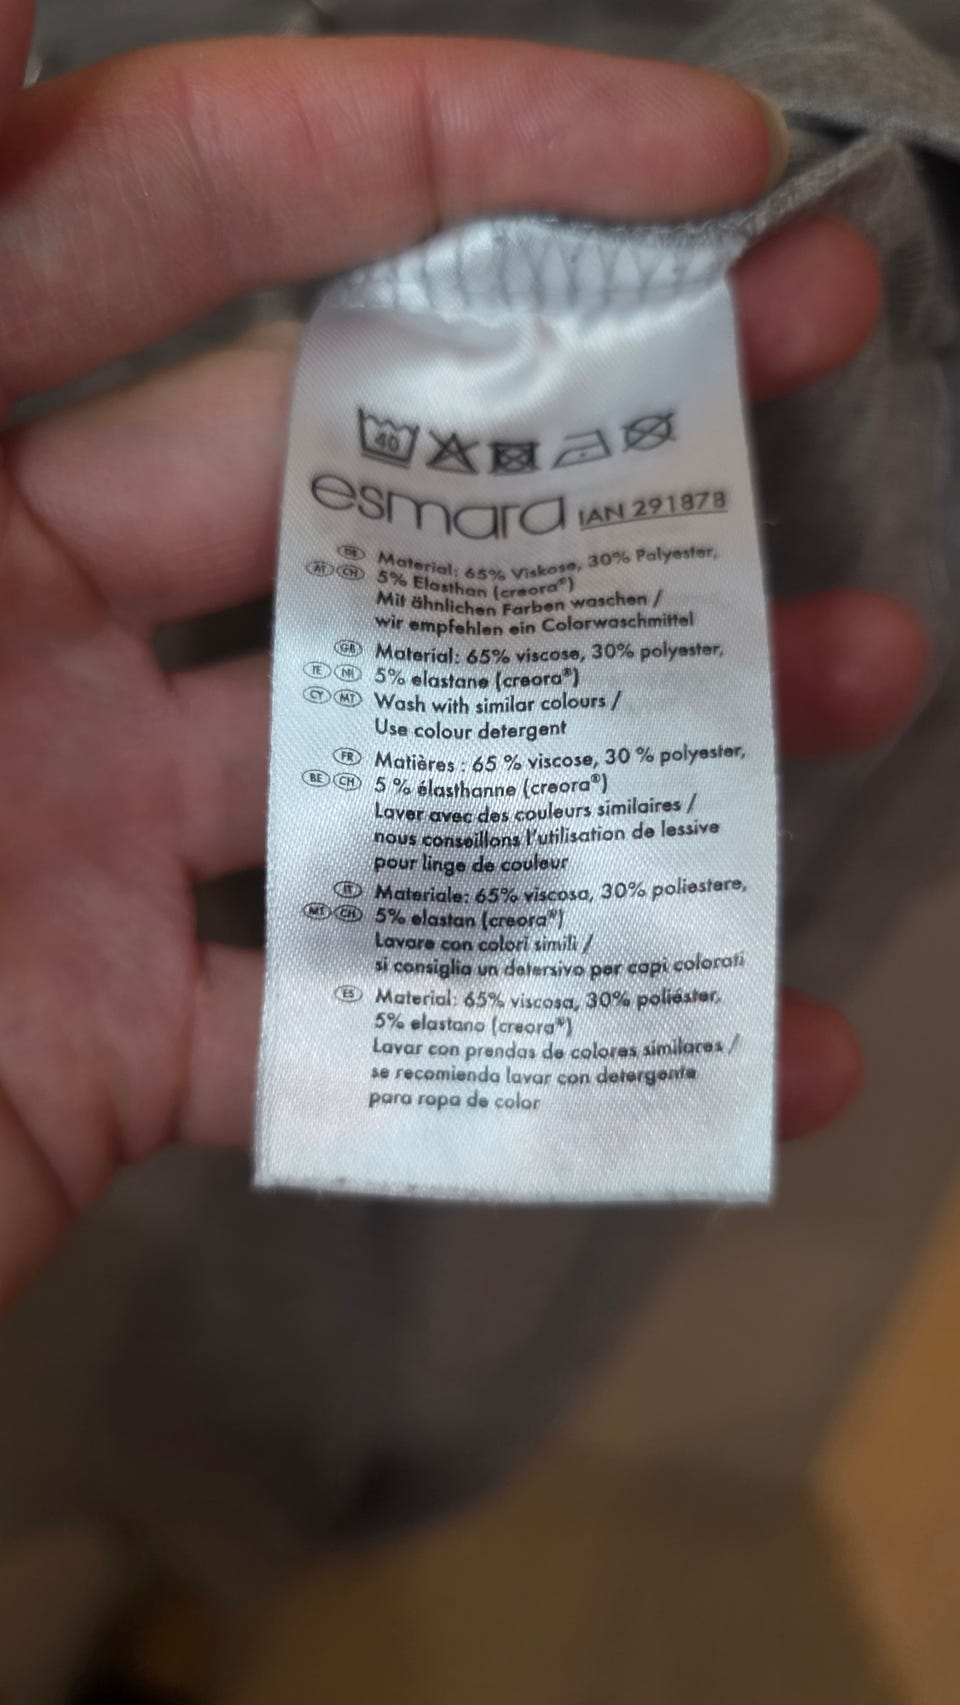 40
esmara IAN 291878
DE Material: 65% Viskose, 30% Polyester,
AT CH 5% Elasthan (creora®)
Mit ähnlichen Farben waschen /
wir empfehlen ein Colorwaschmittel
GB Material: 65% viscose, 30% polyester,
IE NI 5% elastane (creora®)
CY MT Wash with similar colours /
Use colour detergent
FR Matières : 65 % viscose, 30 % polyester,
BE CH 5 % élasthanne (creora®)
Laver avec des couleurs similaires /
nous conseillons l'utilisation de lessive
pour linge de couleur
IT Materiale: 65% viscosa, 30% poliestere,
MT CH 5% elastan (creora®)
Lavare con colori simili /
si consiglia un detersivo per capi colorati
ES Material: 65% viscosa, 30% poliéster,
5% elastano (creora®)
Lavar con prendas de colores similares /
se recomienda lavar con detergente
para ropa de color